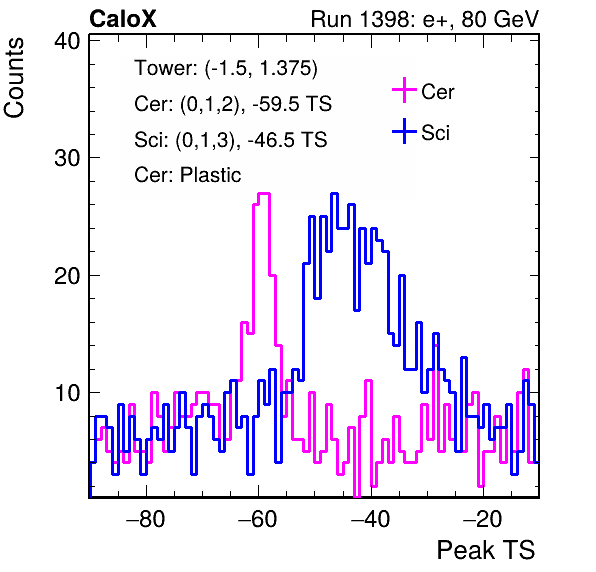 CaloX Run 1398: e+, 80 GeV
Counts
40
30
20
10
Tower: (-1.5, 1.375)
Cer: (0,1,2), -59.5 TS
Sci: (0,1,3), -46.5 TS
Cer: Plastic
Cer
Sci
−80 −60 −40 −20
Peak TS